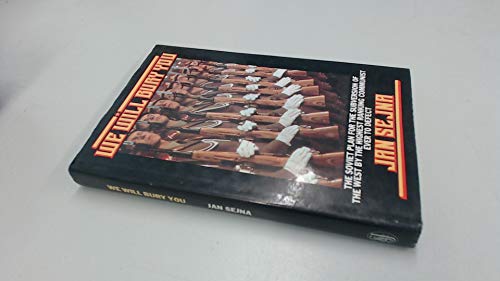 WE WILL BURY YOU
THE SOVIET PLAN FOR THE SUBVERSION OF
THE WEST BY THE HIGHEST RANKING COMMUNIST
EVER TO DEFECT
JAN SEJNA
WE WILL BURY YOU JAN SEJNA